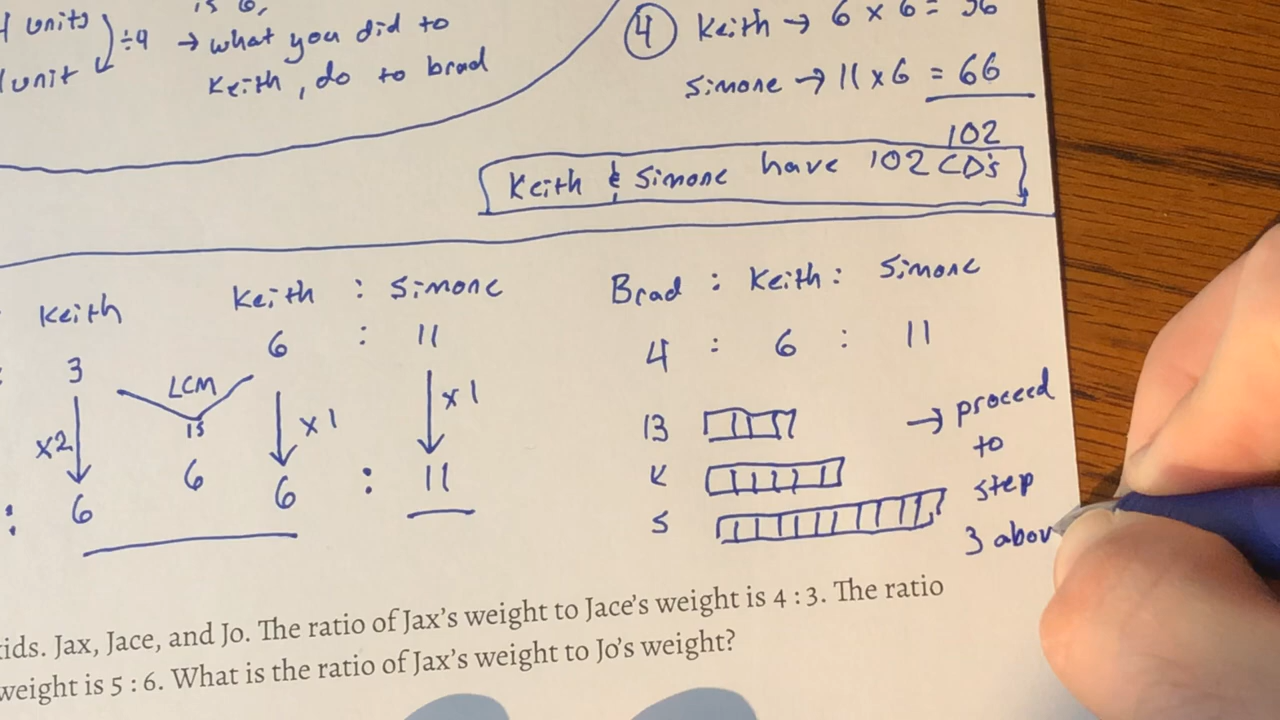 units ) ÷4 → what you did to
unit Keith, do to brad
④ Keith → 6 x 6 = 36
Simone → 11 x 6 = 66
102
Keith & Simone have 102 CD's
Keith
3
x2
: 6
LCM
is
6
Keith : Simone
6 : 11
x1 x1
6 : 11
Brad : Keith : Simone
4 : 6 : 11
B
K
S
→ proceed
to
step
3 abov
kids. Jax, Jace, and Jo. The ratio of Jax's weight to Jace's weight is 4 : 3. The ratio
weight is 5 : 6. What is the ratio of Jax's weight to Jo's weight?